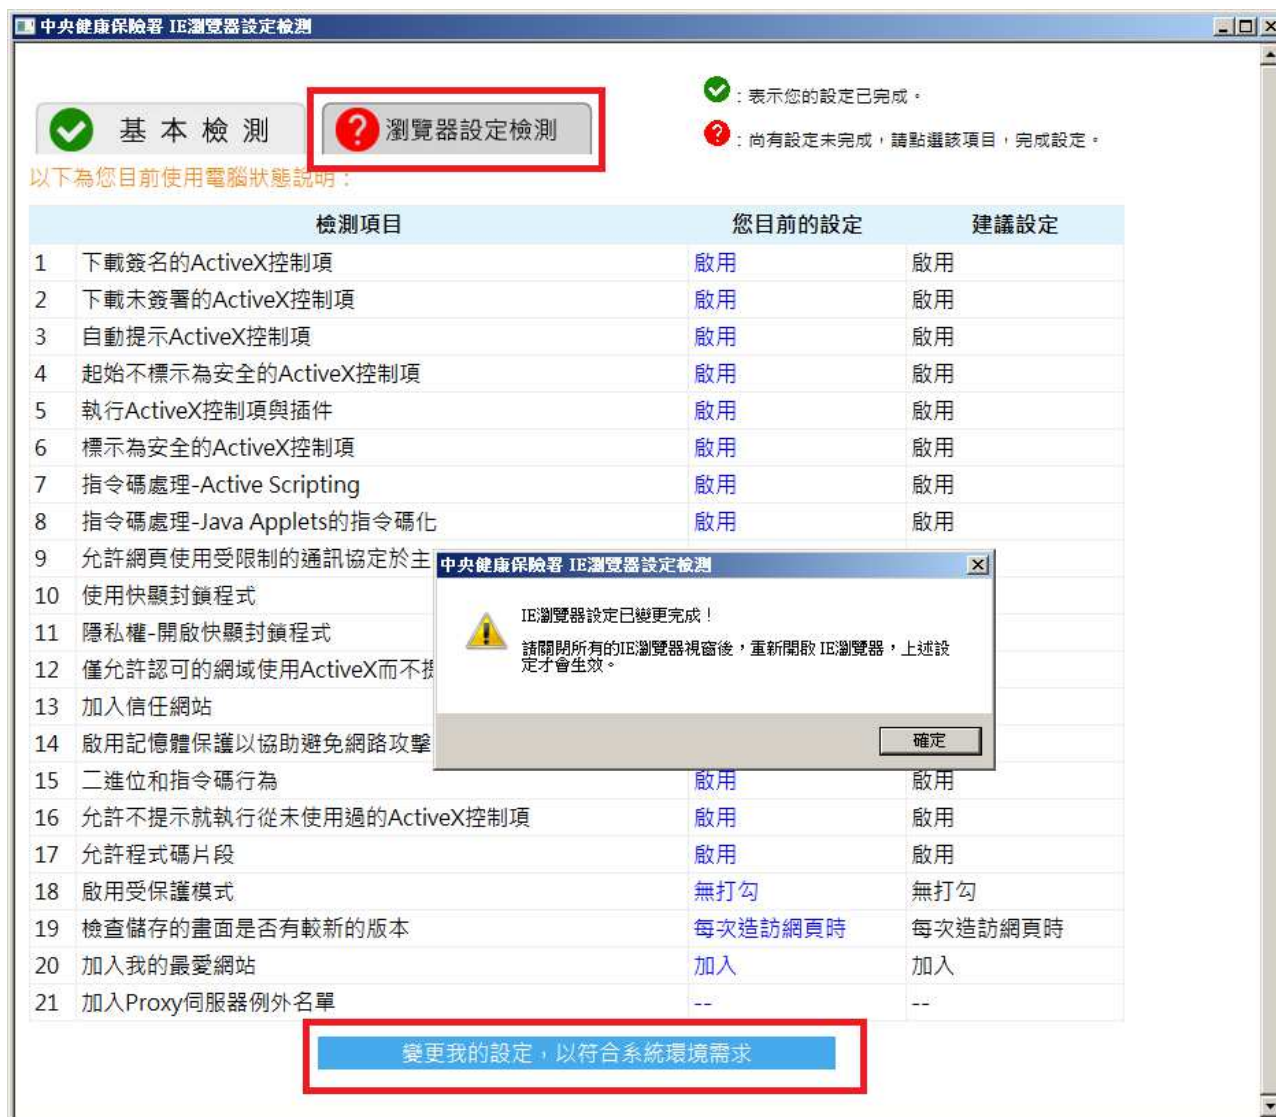 中央健康保險署 IE瀏覽器設定檢測
：表示您的設定已完成。
基本檢測
? 瀏覽器設定檢測
? ：尚有設定未完成，請點選該項目，完成設定。
以下為您目前使用電腦狀態說明：
檢測項目 您目前的設定 建議設定
1 下載簽名的ActiveX控制項 啟用 啟用
2 下載未簽署的ActiveX控制項 啟用 啟用
3 自動提示ActiveX控制項 啟用 啟用
4 起始不標示為安全的ActiveX控制項 啟用 啟用
5 執行ActiveX控制項與插件 啟用 啟用
6 標示為安全的ActiveX控制項 啟用 啟用
7 指令碼處理-Active Scripting 啟用 啟用
8 指令碼處理-Java Applets的指令碼化 啟用 啟用
9 允許網頁使用受限制的通訊協定於主
10 使用快顯封鎖程式
11 隱私權-開啟快顯封鎖程式
12 僅允許認可的網域使用ActiveX而不
13 加入信任網站
14 啟用記憶體保護以協助避免網路攻擊
中央健康保險署 IE瀏覽器設定檢測
IE瀏覽器設定已變更完成！
請關閉所有的IE瀏覽器視窗後，重新開啟 IE瀏覽器，上述設
定才會生效。
確定
15 二進位和指令碼行為 啟用 啟用
16 允許不提示就執行從未使用過的ActiveX控制項 啟用 啟用
17 允許程式碼片段 啟用 啟用
18 啟用受保護模式 無打勾 無打勾
19 檢查儲存的畫面是否有較新的版本 每次造訪網頁時 每次造訪網頁時
20 加入我的最愛網站 加入 加入
21 加入Proxy伺服器例外名單 -- --
變更我的設定，以符合系統環境需求